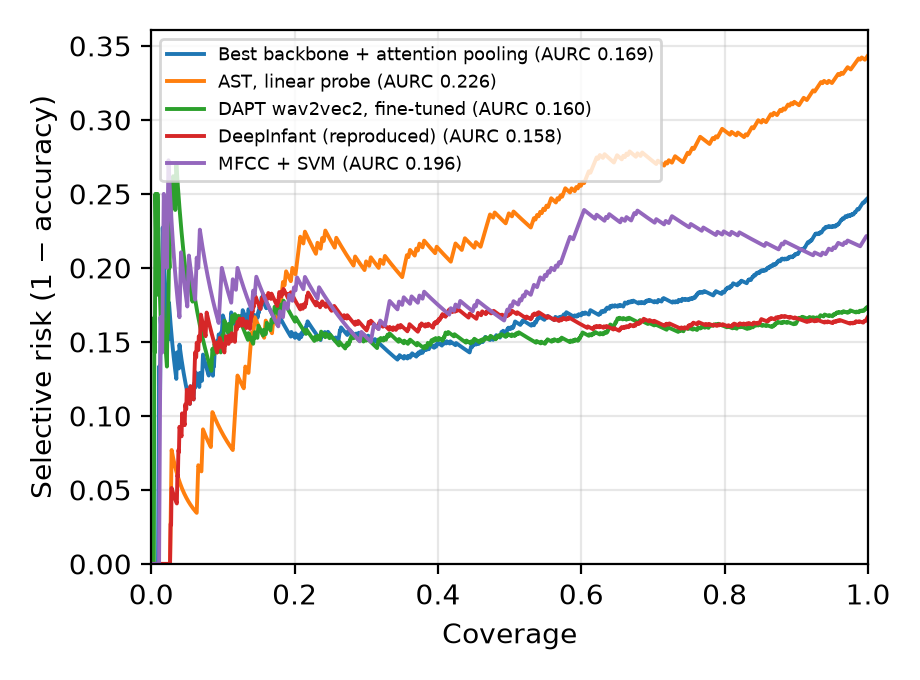 Best backbone + attention pooling (AURC 0.169)
AST, linear probe (AURC 0.226)
DAPT wav2vec2, fine-tuned (AURC 0.160)
DeepInfant (reproduced) (AURC 0.158)
MFCC + SVM (AURC 0.196)
Selective risk (1 − accuracy)
0.35
0.30
0.25
0.20
0.15
0.10
0.05
0.00
0.0 0.2 0.4 0.6 0.8 1.0
Coverage